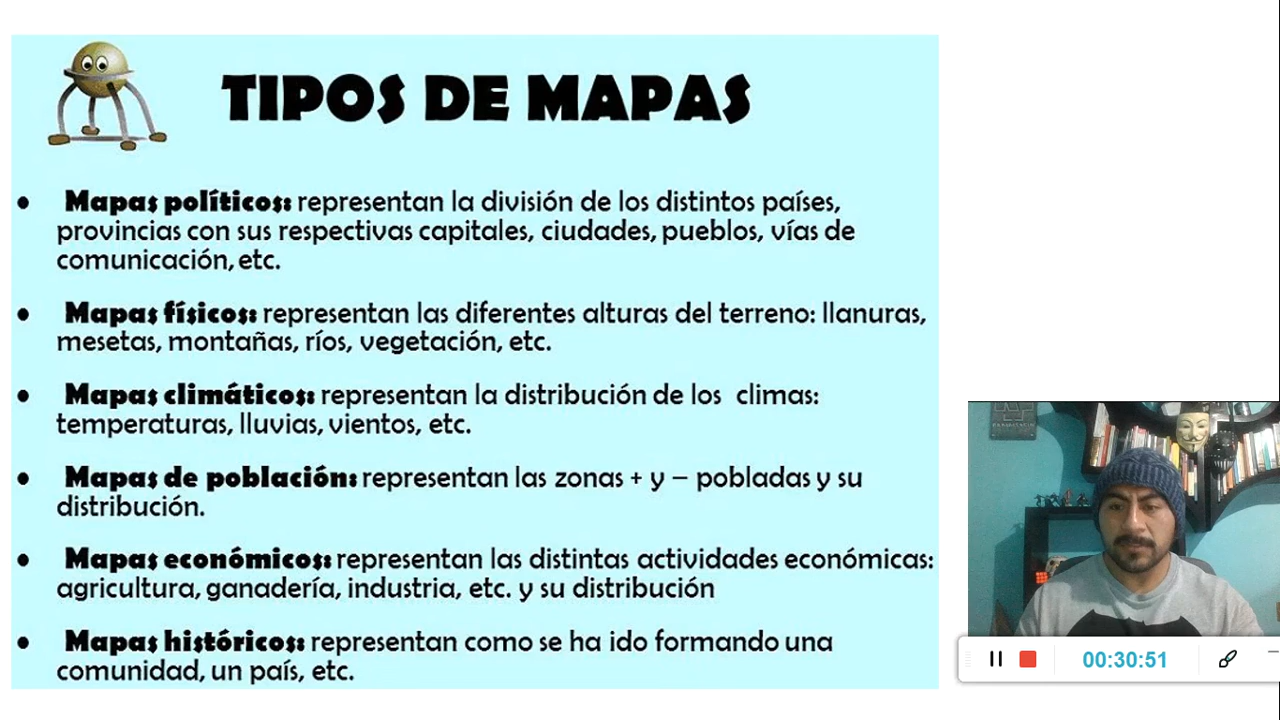 TIPOS DE MAPAS
• Mapas políticos: representan la división de los distintos países,
provincias con sus respectivas capitales, ciudades, pueblos, vías de
comunicación, etc.
• Mapas físicos: representan las diferentes alturas del terreno: llanuras,
mesetas, montañas, ríos, vegetación, etc.
• Mapas climáticos: representan la distribución de los climas:
temperaturas, lluvias, vientos, etc.
• Mapas de población: representan las zonas + y – pobladas y su
distribución.
• Mapas económicos: representan las distintas actividades económicas:
agricultura, ganadería, industria, etc. y su distribución
• Mapas históricos: representan como se ha ido formando una
comunidad, un país, etc.
00:30:51